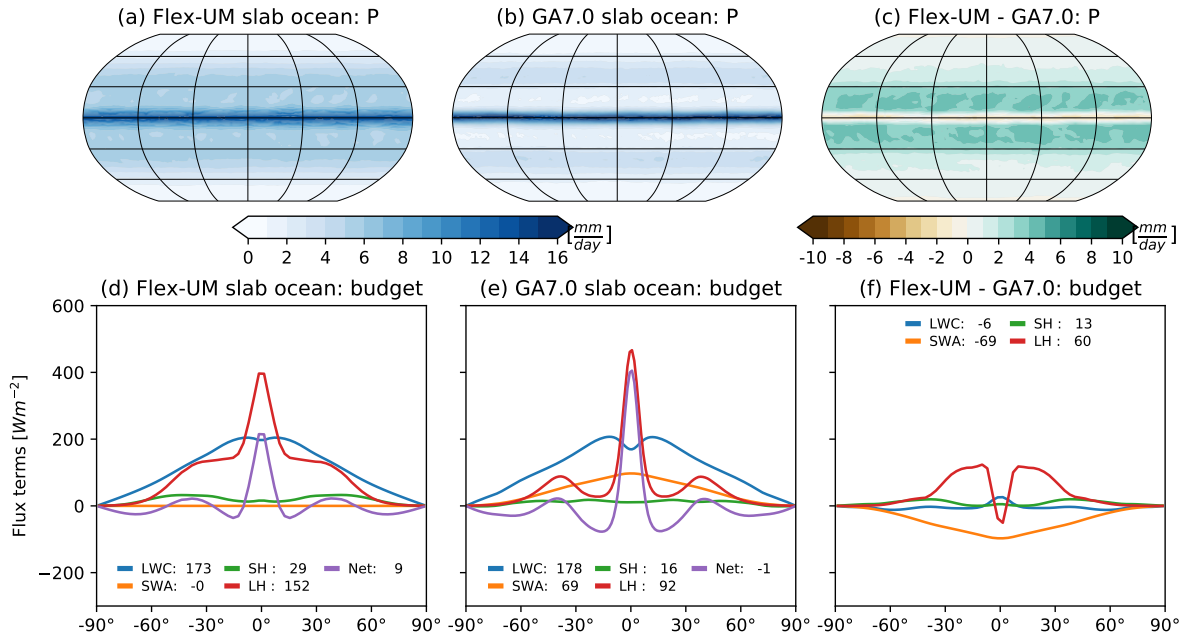 (a) Flex-UM slab ocean: P
(b) GA7.0 slab ocean: P
(c) Flex-UM - GA7.0: P
0 2 4 6 8 10 12 14 16
[mm/day]
-10 -8 -6 -4 -2 0 2 4 6 8 10
[mm/day]
(d) Flex-UM slab ocean: budget
(e) GA7.0 slab ocean: budget
(f) Flex-UM - GA7.0: budget
Flux terms [Wm⁻²]
600
400
200
0
−200
LWC: 173 SH : 29 Net: 9
SWA: -0 LH : 152
-90° -60° -30° 0° 30° 60° 90°
LWC: 178 SH : 16 Net: -1
SWA: 69 LH : 92
-90° -60° -30° 0° 30° 60° 90°
LWC: -6 SH : 13
SWA: -69 LH : 60
-90° -60° -30° 0° 30° 60° 90°